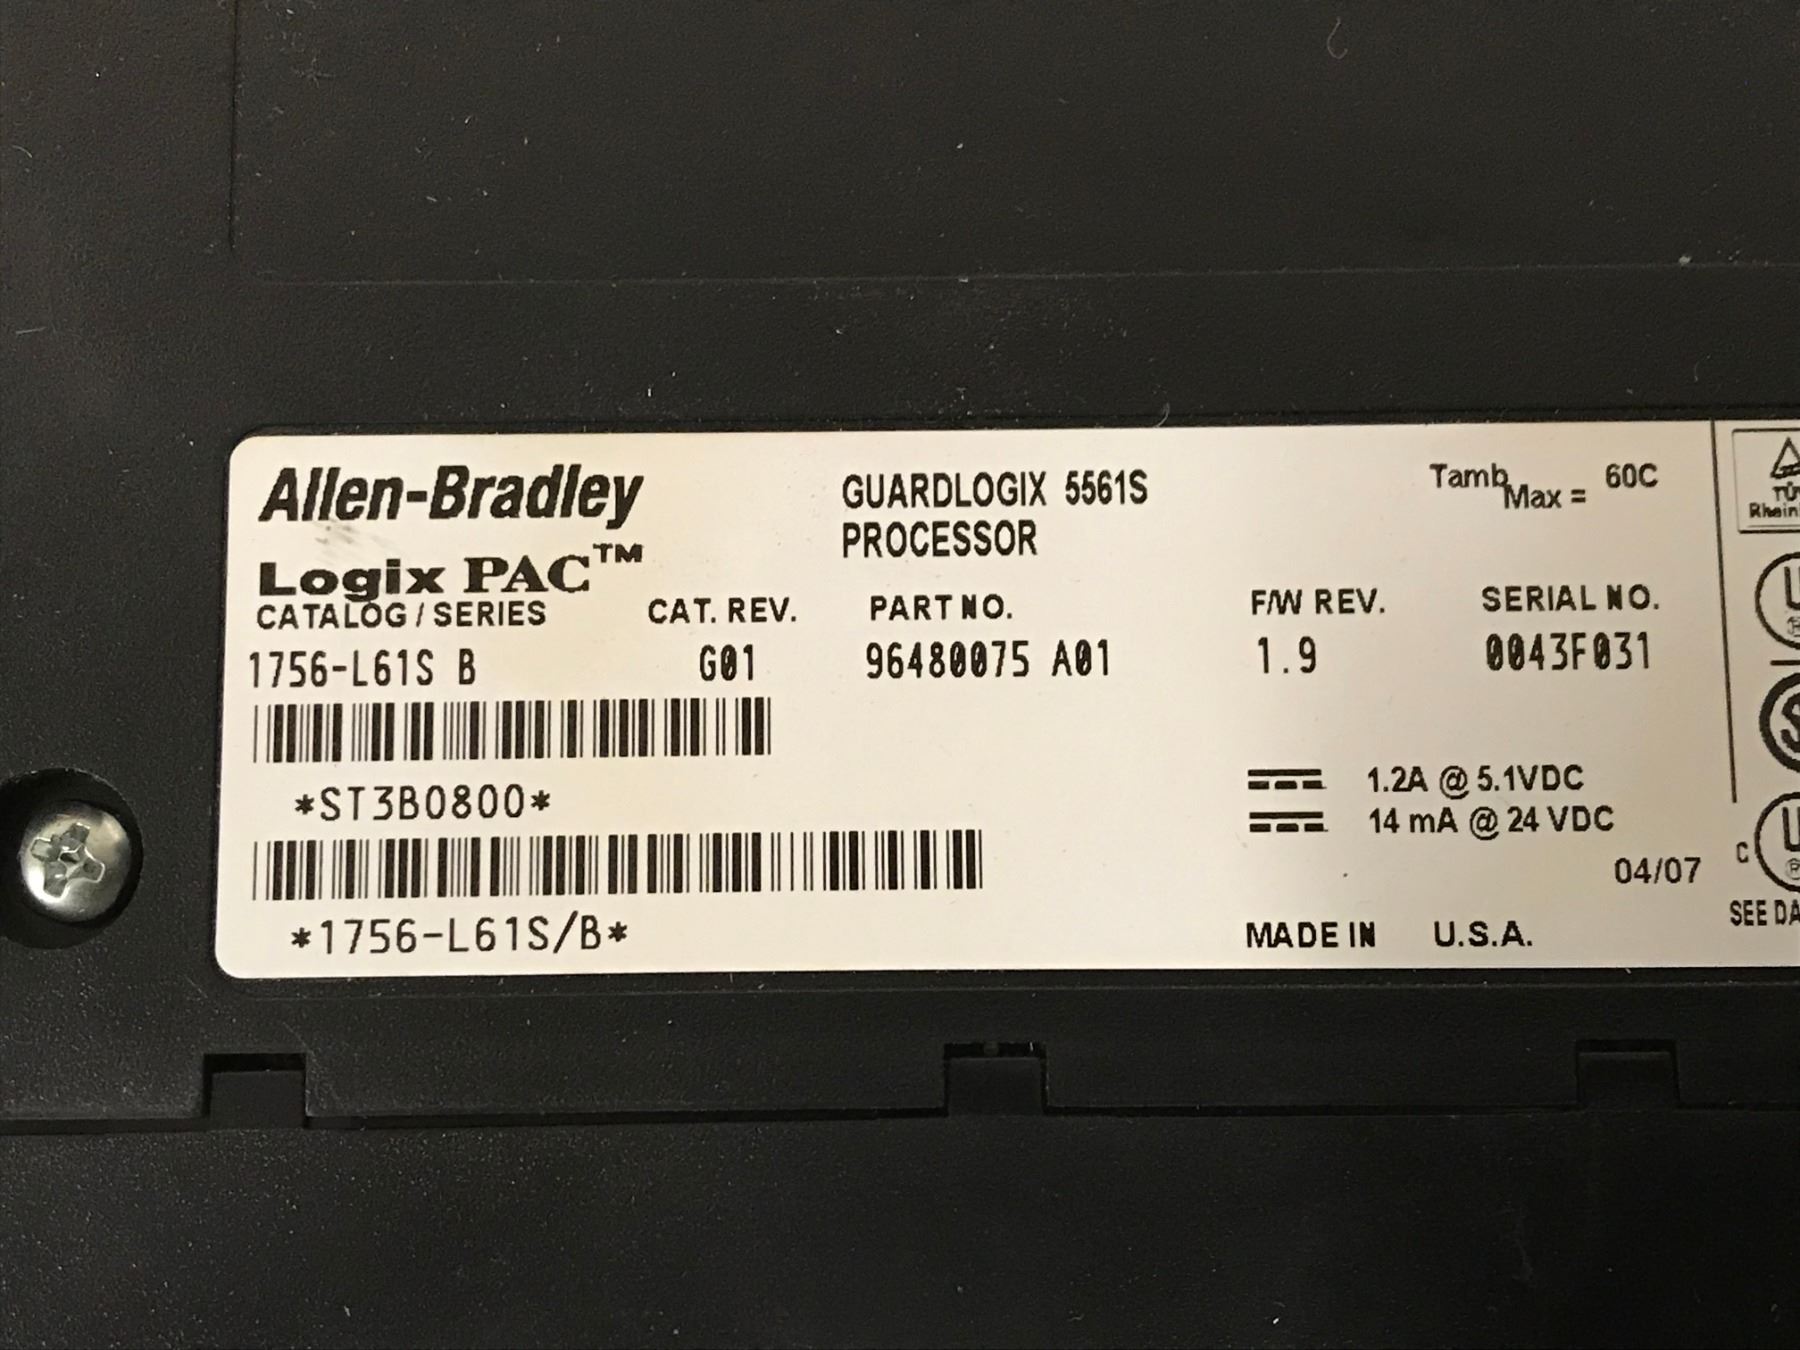 Allen-Bradley
Logix PAC™
GUARDLOGIX 5561S
PROCESSOR
Tamb Max = 60C
CATALOG / SERIES CAT. REV. PART NO. F/W REV. SERIAL NO.
1756-L61S B G01 96480075 A01 1.9 0043F031
*ST3B0800*
*1756-L61S/B*
1.2A @ 5.1VDC
14 mA @ 24 VDC
04/07
MADE IN U.S.A.
TÜV
C
SEE